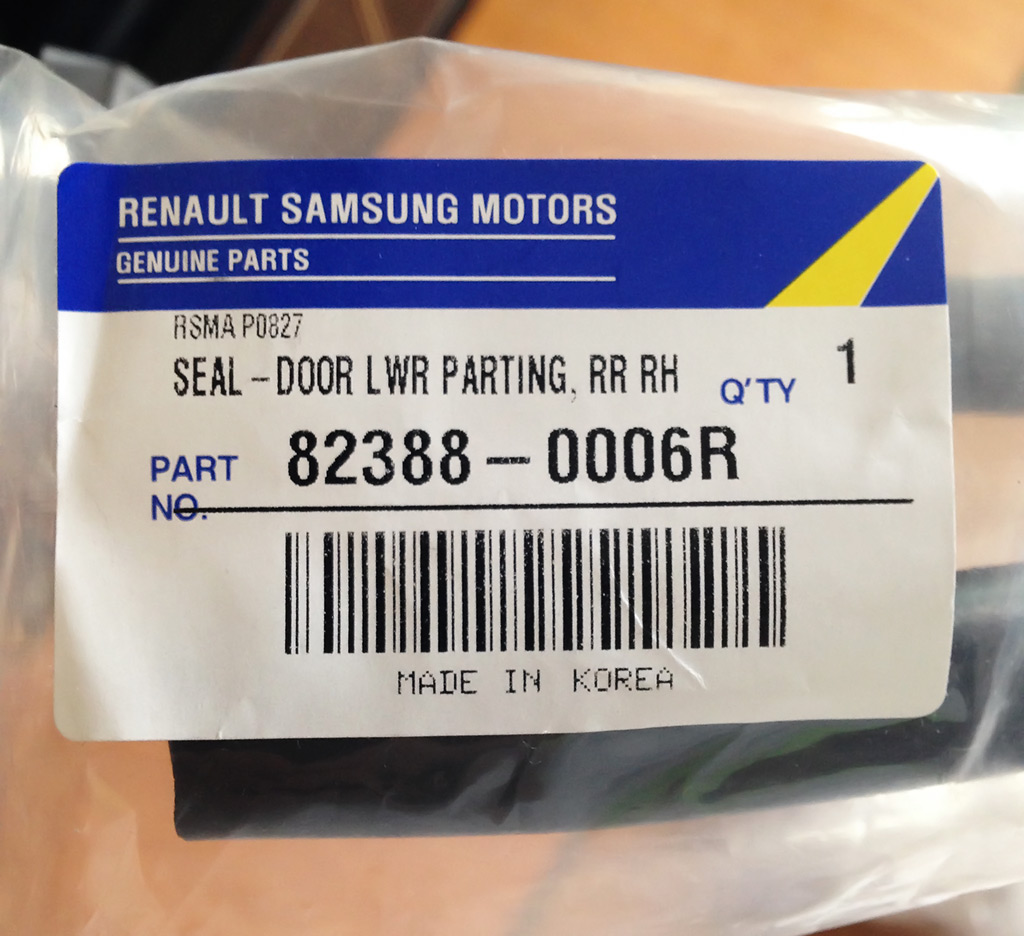 RENAULT SAMSUNG MOTORS
GENUINE PARTS
RSMA P0827
SEAL – DOOR LWR PARTING, RR RH
Q'TY 1
PART NO. 82388 – 0006R
MADE IN KOREA